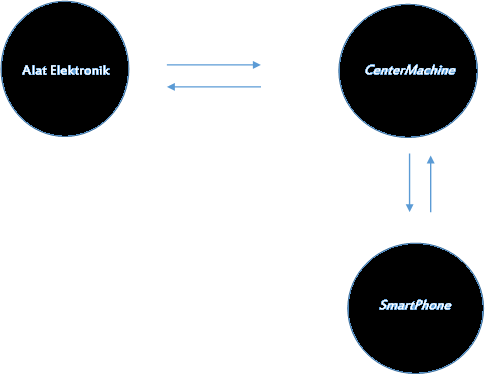 Alat Elektronik
CenterMachine
SmartPhone